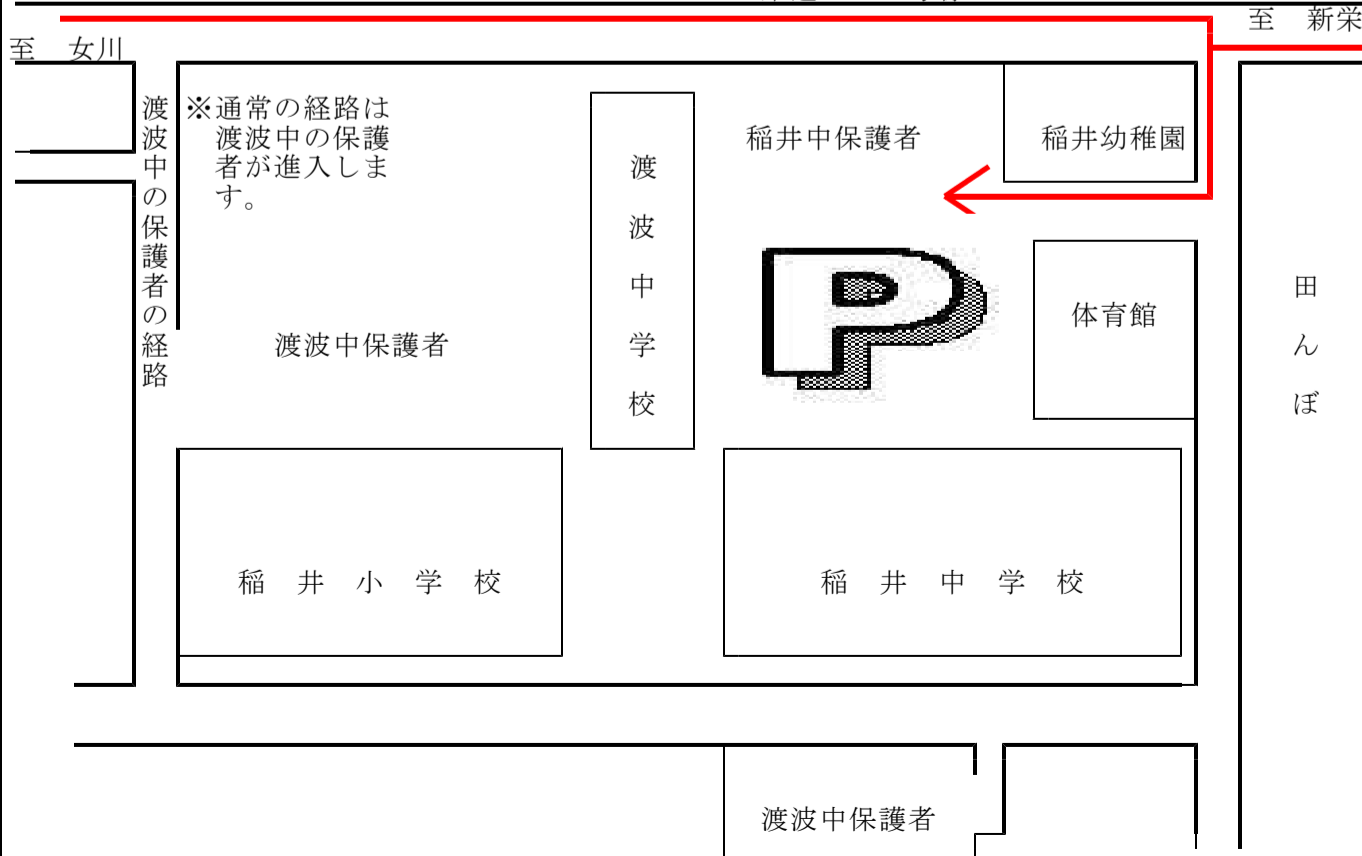 至　新栄
至　女川
渡波中の保護者の経路
※通常の経路は
渡波中の保護
者が進入しま
す。
渡波中学校
稲井中保護者
稲井幼稚園
P
体育館
田んぼ
渡波中保護者
稲　井　小　学　校
稲　井　中　学　校
渡波中保護者